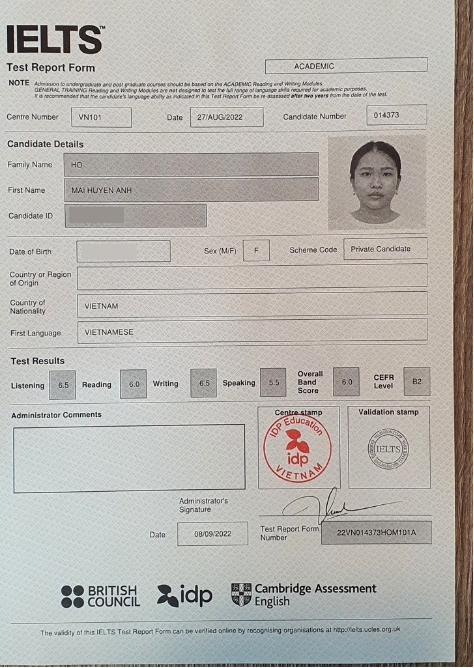 IELTS™
Test Report Form
ACADEMIC
NOTE Admission to undergraduate and post graduate courses should be based on the ACADEMIC Reading and Writing Modules.
GENERAL TRAINING Reading and Writing Modules are not designed to test the full range of language skills required for academic purposes.
It is recommended that the candidate's language ability as indicated in this Test Report Form be re-assessed after two years from the date of the test.
Centre Number VN101 Date 27/AUG/2022 Candidate Number 014373
Candidate Details
Family Name HO
First Name MAI HUYEN ANH
Candidate ID
Date of Birth Sex (M/F) F Scheme Code Private Candidate
Country or Region
of Origin
Country of
Nationality VIETNAM
First Language VIETNAMESE
Test Results
Listening 6.5 Reading 6.0 Writing 6.5 Speaking 5.5 Overall Band Score 6.0 CEFR Level B2
Administrator Comments
Centre stamp
Validation stamp
IDP Education
idp
VIETNAM
IELTS
Administrator's
Signature
Date 08/09/2022
Test Report Form
Number 22VN014373HOM101A
BRITISH
COUNCIL
idp
Cambridge Assessment
English
The validity of this IELTS Test Report Form can be verified online by recognising organisations at http://ielts.ucles.org.uk